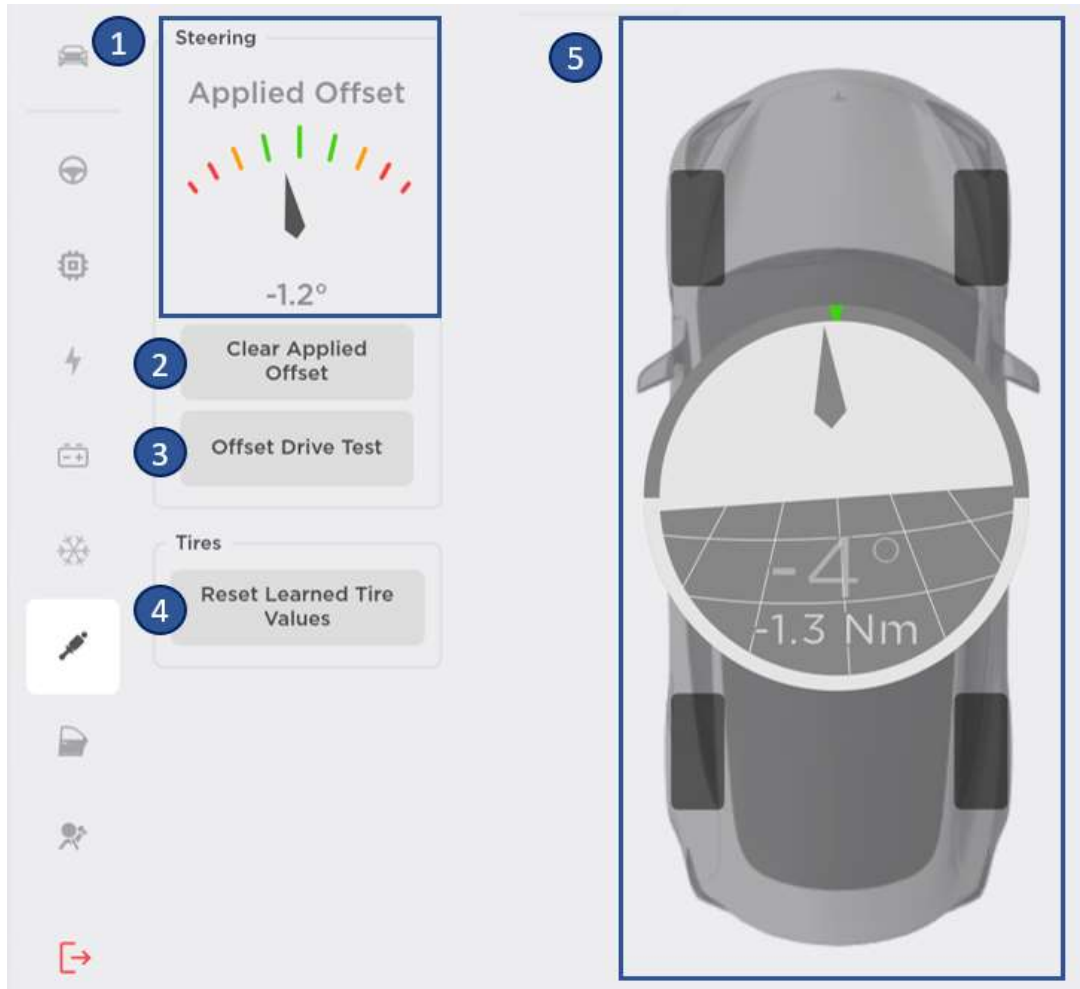 1
Steering
Applied Offset
-1.2°
2
Clear Applied
Offset
3
Offset Drive Test
Tires
4
Reset Learned Tire
Values
5
-4°
-1.3 Nm